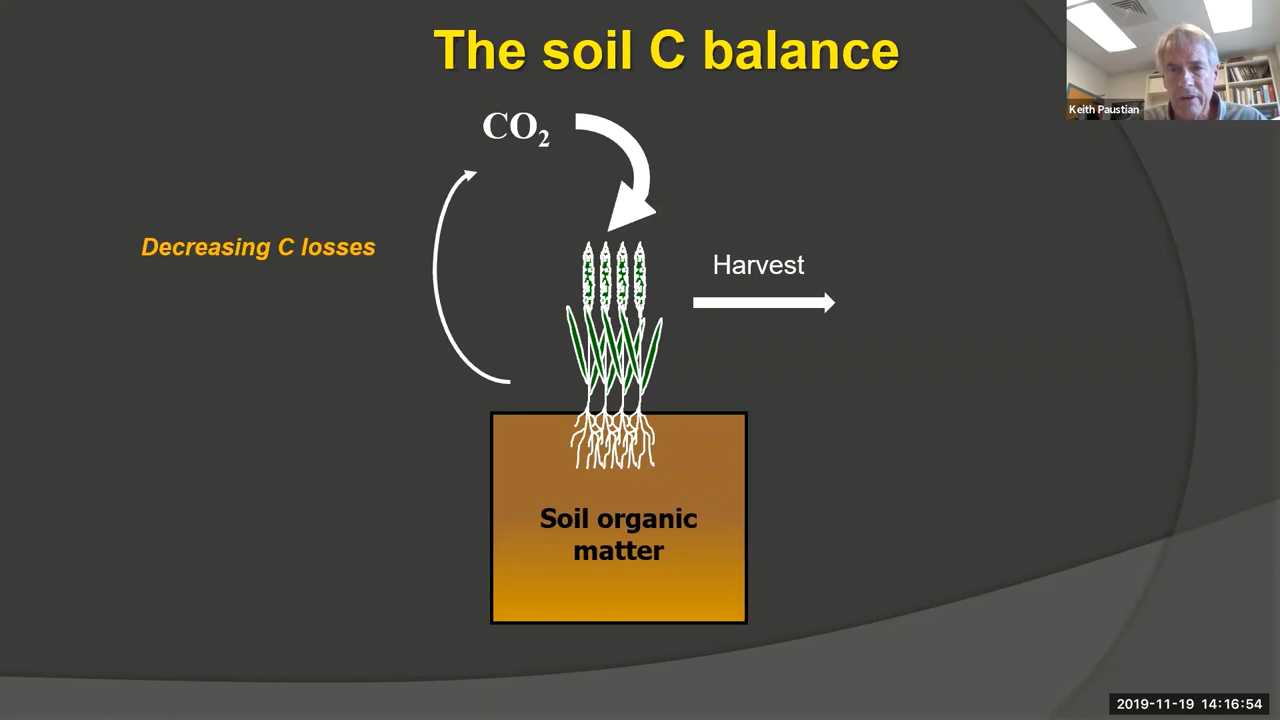 The soil C balance
Keith Paustian
CO₂
Decreasing C losses
Harvest
Soil organic
matter
2019-11-19 14:16:54